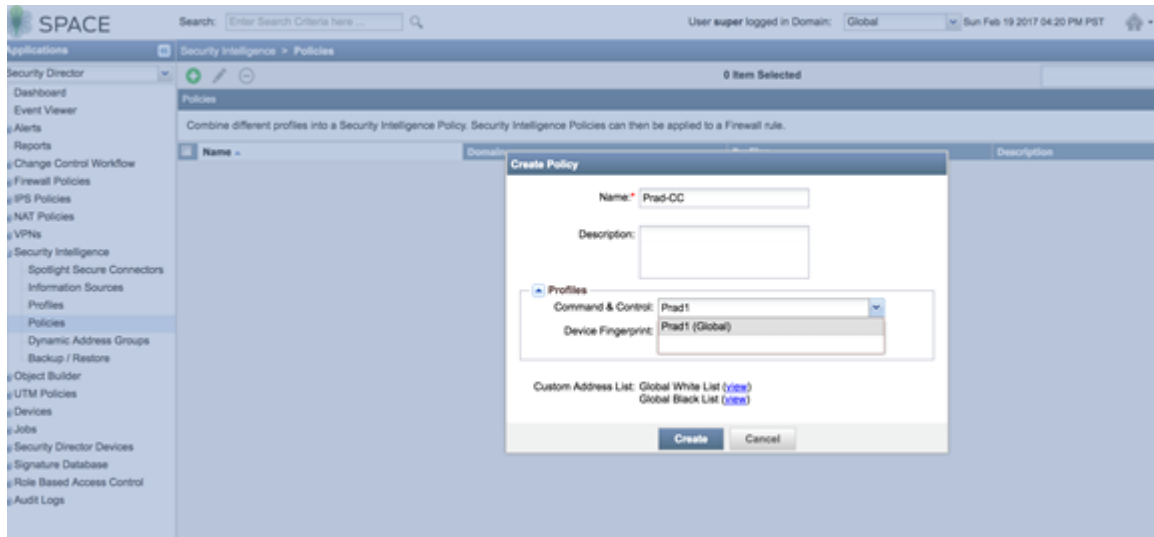 SPACE
Search: Enter Search Criteria here ...
User super logged in Domain: Global
Sun Feb 19 2017 04:20 PM PST
Applications
Security Intelligence > Policies
Security Director
0 Item Selected
Dashboard
Event Viewer
Alerts
Reports
Change Control Workflow
Firewall Policies
IPS Policies
NAT Policies
VPNs
Security Intelligence
Spotlight Secure Connectors
Information Sources
Profiles
Policies
Dynamic Address Groups
Backup / Restore
Object Builder
UTM Policies
Devices
Jobs
Security Director Devices
Signature Database
Role Based Access Control
Audit Logs
Policies
Combine different profiles into a Security Intelligence Policy. Security Intelligence Policies can then be applied to a Firewall rule.
Name
Domain
Description
Create Policy
Name:* Prad-CC
Description:
Profiles
Command & Control: Prad1
Device Fingerprint: Prad1 (Global)
Custom Address List: Global White List (view)
Global Black List (view)
Create Cancel